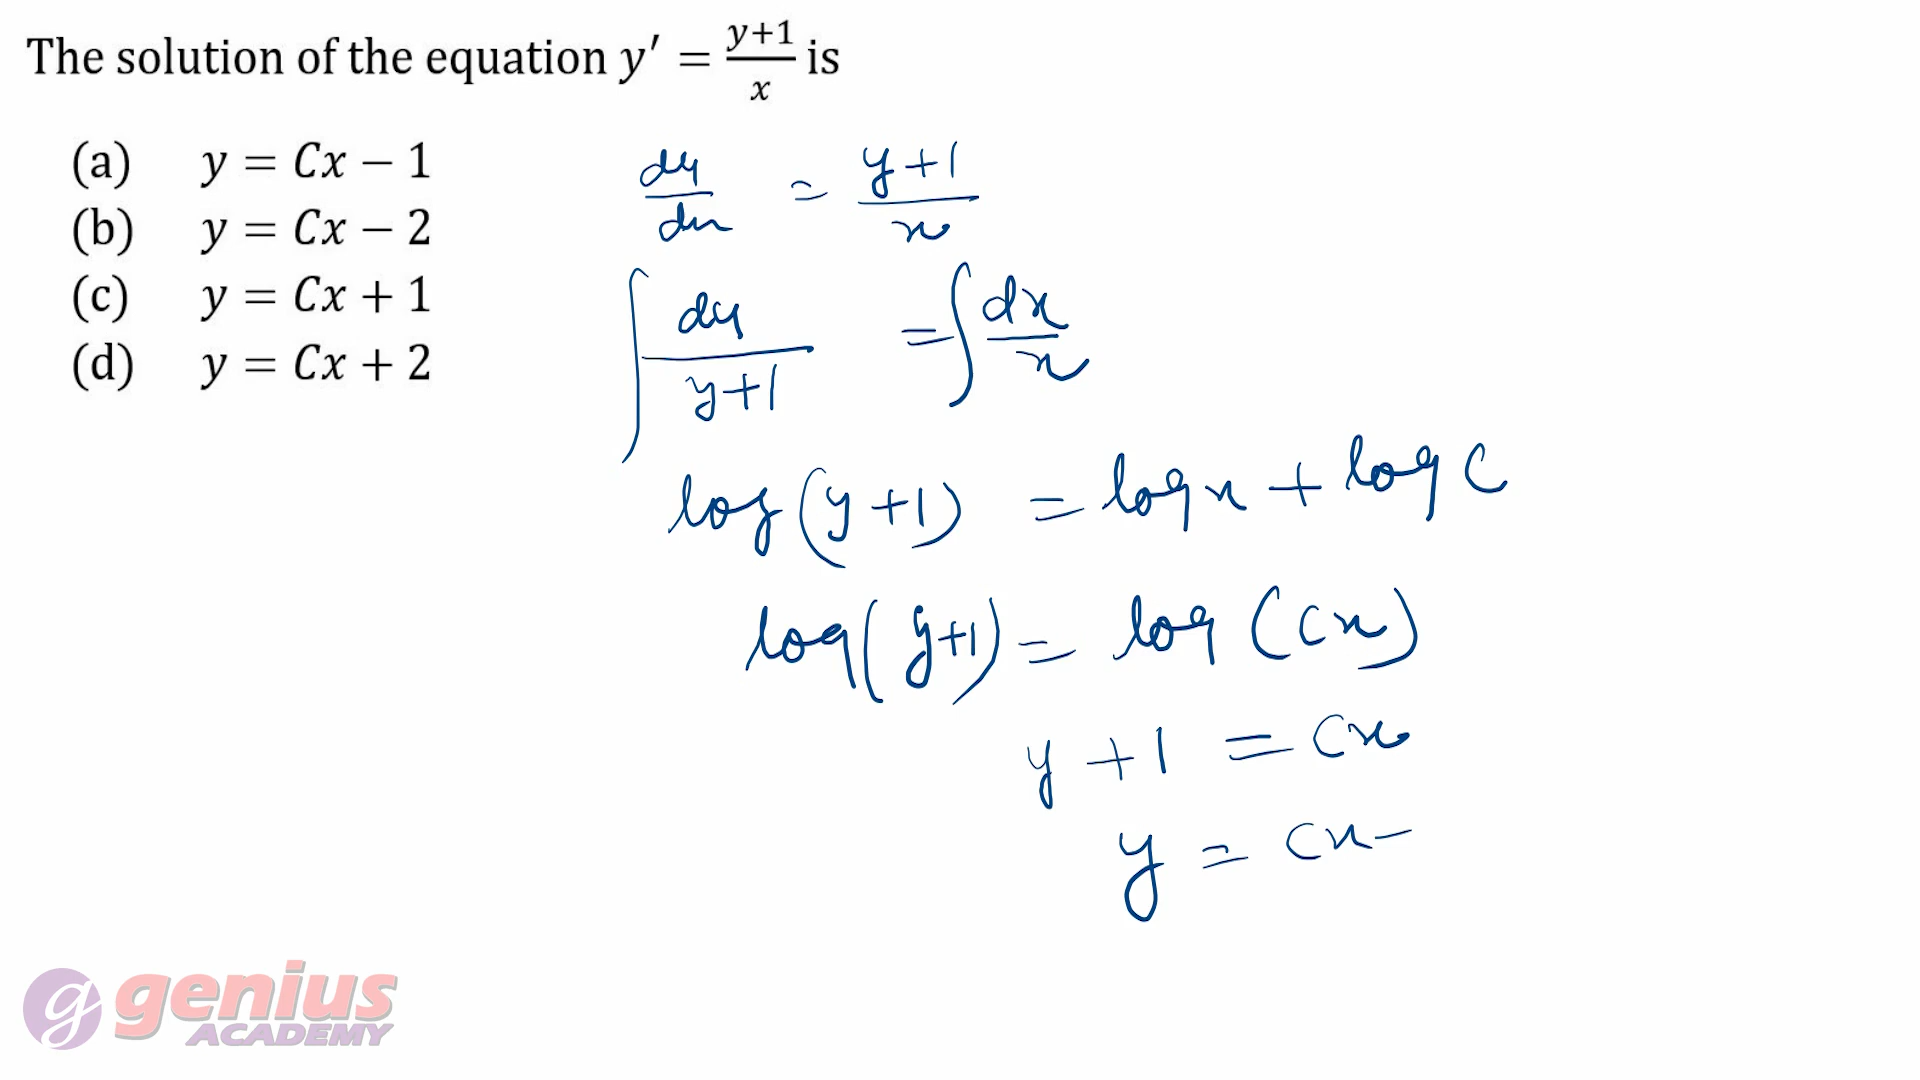 The solution of the equation y′ = y+1/x is
(a) y = Cx − 1
(b) y = Cx − 2
(c) y = Cx + 1
(d) y = Cx + 2
dy/dx = y+1/x
∫ dy/y+1 = ∫ dx/x
log(y+1) = log x + log C
log(y+1) = log (Cx)
y+1 = Cx
y = Cx−
genius
ACADEMY